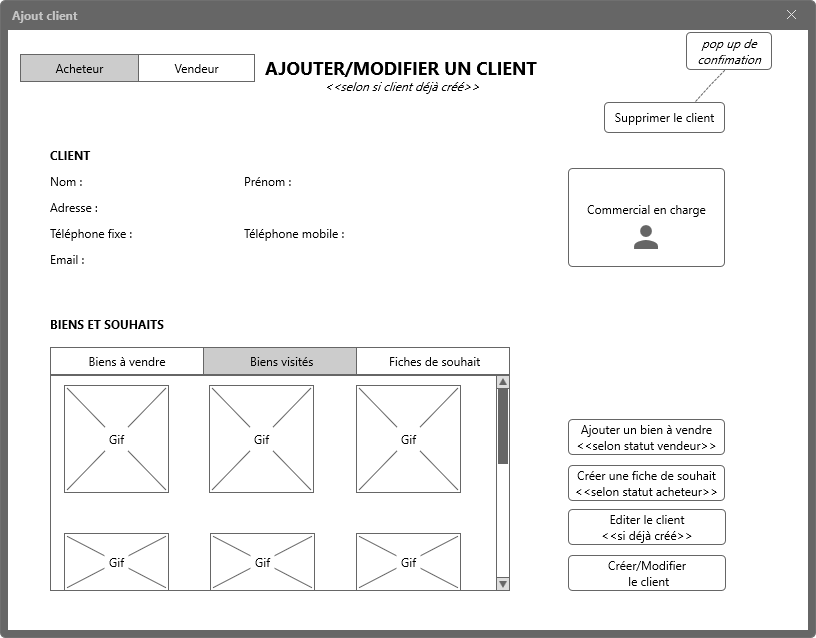 Ajout client
pop up de
confimation
Acheteur
Vendeur
AJOUTER/MODIFIER UN CLIENT
<<selon si client déjà créé>>
Supprimer le client
CLIENT
Nom :
Prénom :
Adresse :
Téléphone fixe :
Téléphone mobile :
Email :
Commercial en charge
BIENS ET SOUHAITS
Biens à vendre
Biens visités
Fiches de souhait
Gif
Gif
Gif
Gif
Gif
Gif
Ajouter un bien à vendre
<<selon statut vendeur>>
Créer une fiche de souhait
<<selon statut acheteur>>
Editer le client
<<si déjà créé>>
Créer/Modifier
le client